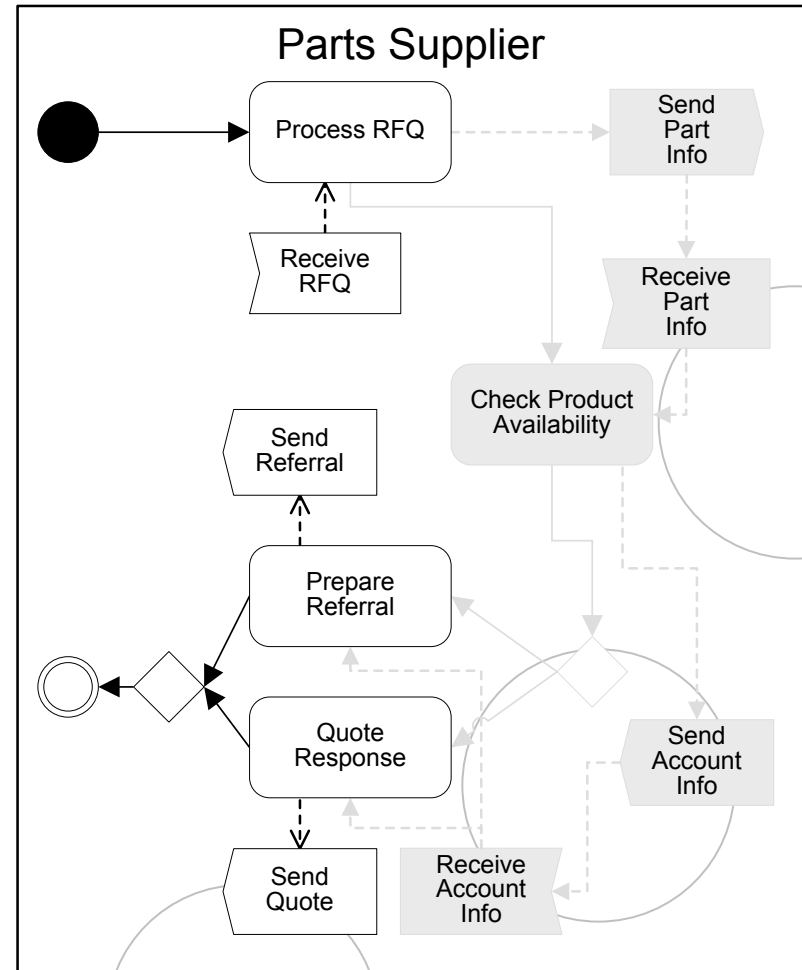 Parts Supplier
Process RFQ
Send
Part
Info
Receive
RFQ
Receive
Part
Info
Check Product
Availability
Send
Referral
Prepare
Referral
Quote
Response
Send
Account
Info
Receive
Account
Info
Send
Quote